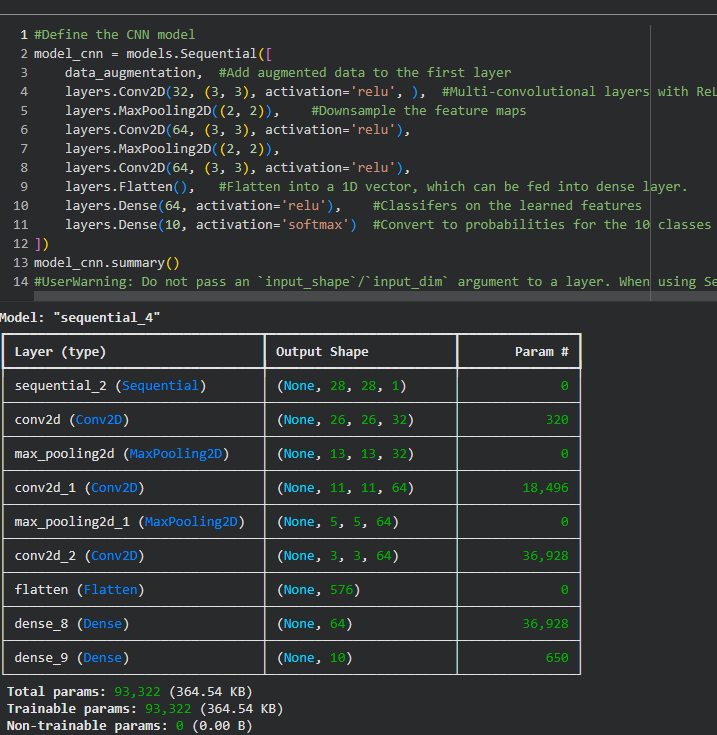 1 #Define the CNN model
2 model_cnn = models.Sequential([
3     data_augmentation,  #Add augmented data to the first layer
4     layers.Conv2D(32, (3, 3), activation='relu', ),  #Multi-convolutional layers with ReL
5     layers.MaxPooling2D((2, 2)),    #Downsample the feature maps
6     layers.Conv2D(64, (3, 3), activation='relu'),
7     layers.MaxPooling2D((2, 2)),
8     layers.Conv2D(64, (3, 3), activation='relu'),
9     layers.Flatten(),   #Flatten into a 1D vector, which can be fed into dense layer.
10     layers.Dense(64, activation='relu'),    #Classifers on the learned features
11     layers.Dense(10, activation='softmax')  #Convert to probabilities for the 10 classes
12 ])
13 model_cnn.summary()
14 #UserWarning: Do not pass an `input_shape`/`input_dim` argument to a layer. When using Se
Model: "sequential_4"
Layer (type) Output Shape Param #
sequential_2 (Sequential) (None, 28, 28, 1) 0
conv2d (Conv2D) (None, 26, 26, 32) 320
max_pooling2d (MaxPooling2D) (None, 13, 13, 32) 0
conv2d_1 (Conv2D) (None, 11, 11, 64) 18,496
max_pooling2d_1 (MaxPooling2D) (None, 5, 5, 64) 0
conv2d_2 (Conv2D) (None, 3, 3, 64) 36,928
flatten (Flatten) (None, 576) 0
dense_8 (Dense) (None, 64) 36,928
dense_9 (Dense) (None, 10) 650
Total params: 93,322 (364.54 KB)
Trainable params: 93,322 (364.54 KB)
Non-trainable params: 0 (0.00 B)